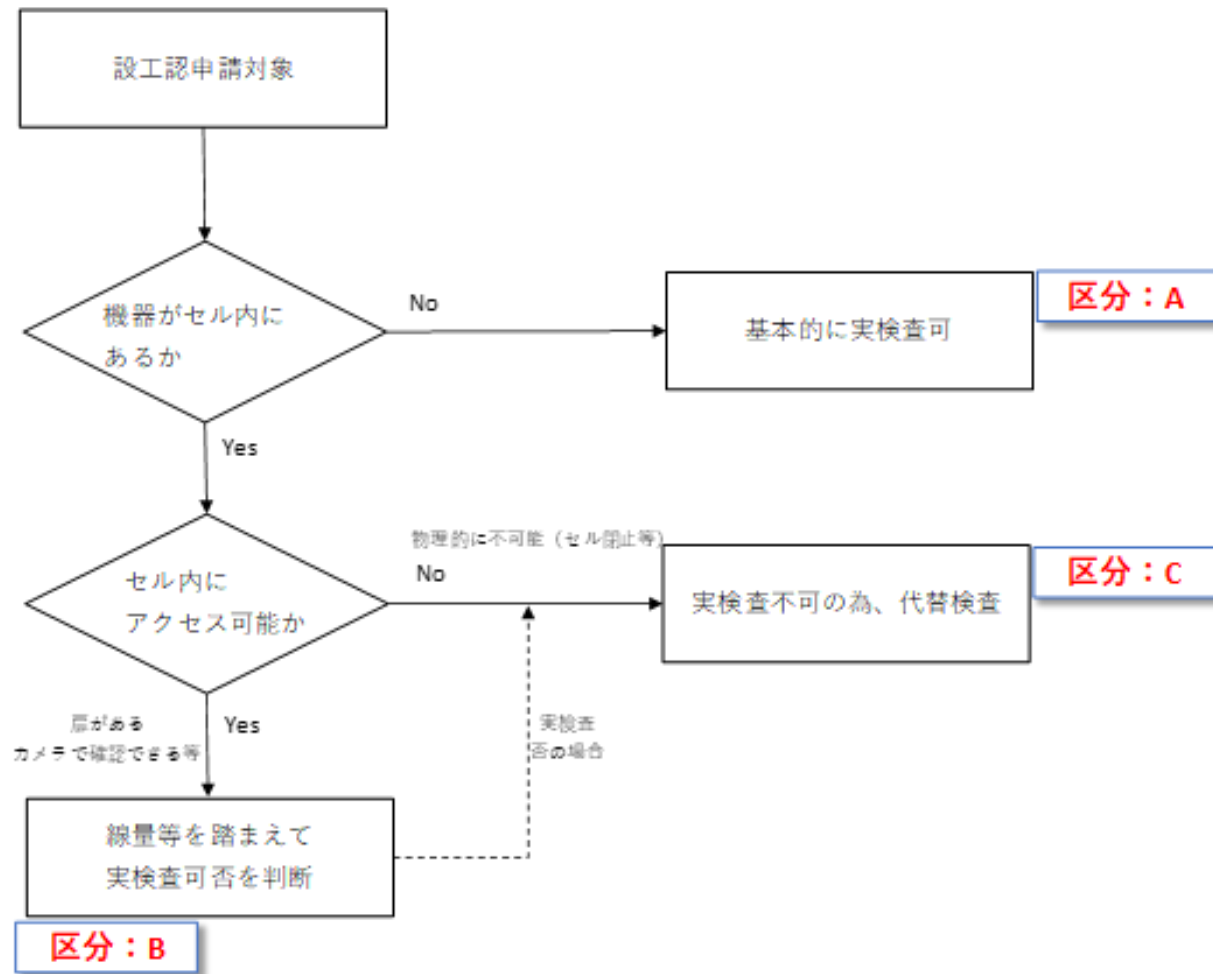 設工認申請対象
機器がセル内に
あるか
No
基本的に実検査可
区分：A
Yes
セル内に
アクセス可能か
物理的に不可能（セル閉止等）
No
実検査不可の為、代替検査
区分：C
扉がある
カメラで確認できる等
Yes
実検査
否の場合
線量等を踏まえて
実検査可否を判断
区分：B